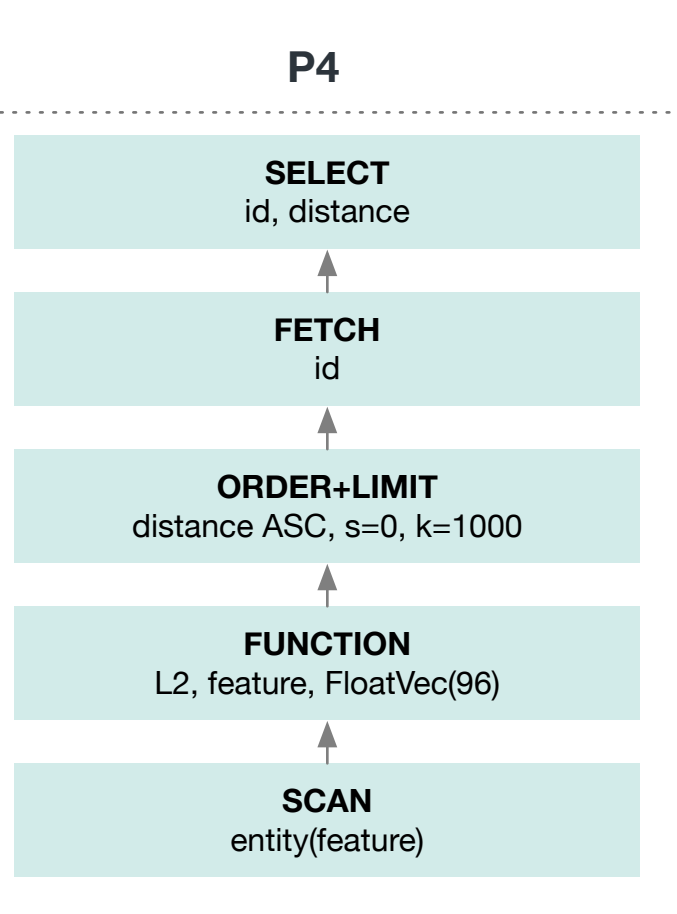 P4
SELECT
id, distance
FETCH
id
ORDER+LIMIT
distance ASC, s=0, k=1000
FUNCTION
L2, feature, FloatVec(96)
SCAN
entity(feature)